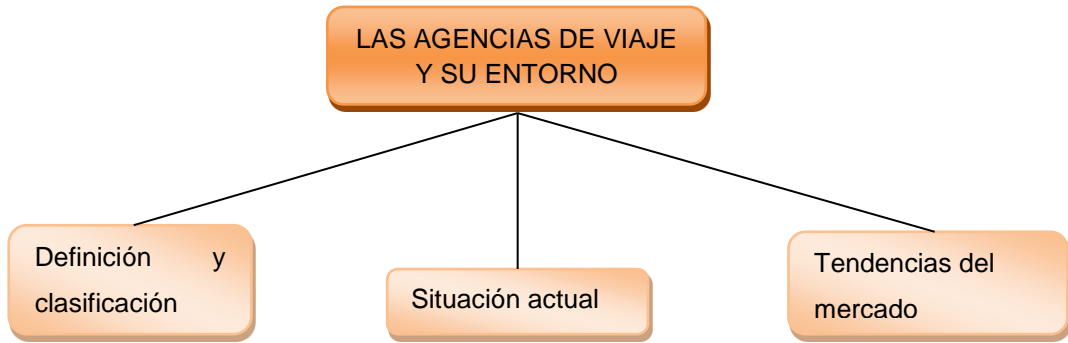 LAS AGENCIAS DE VIAJE
Y SU ENTORNO
Definición y
clasificación
Situación actual
Tendencias del
mercado